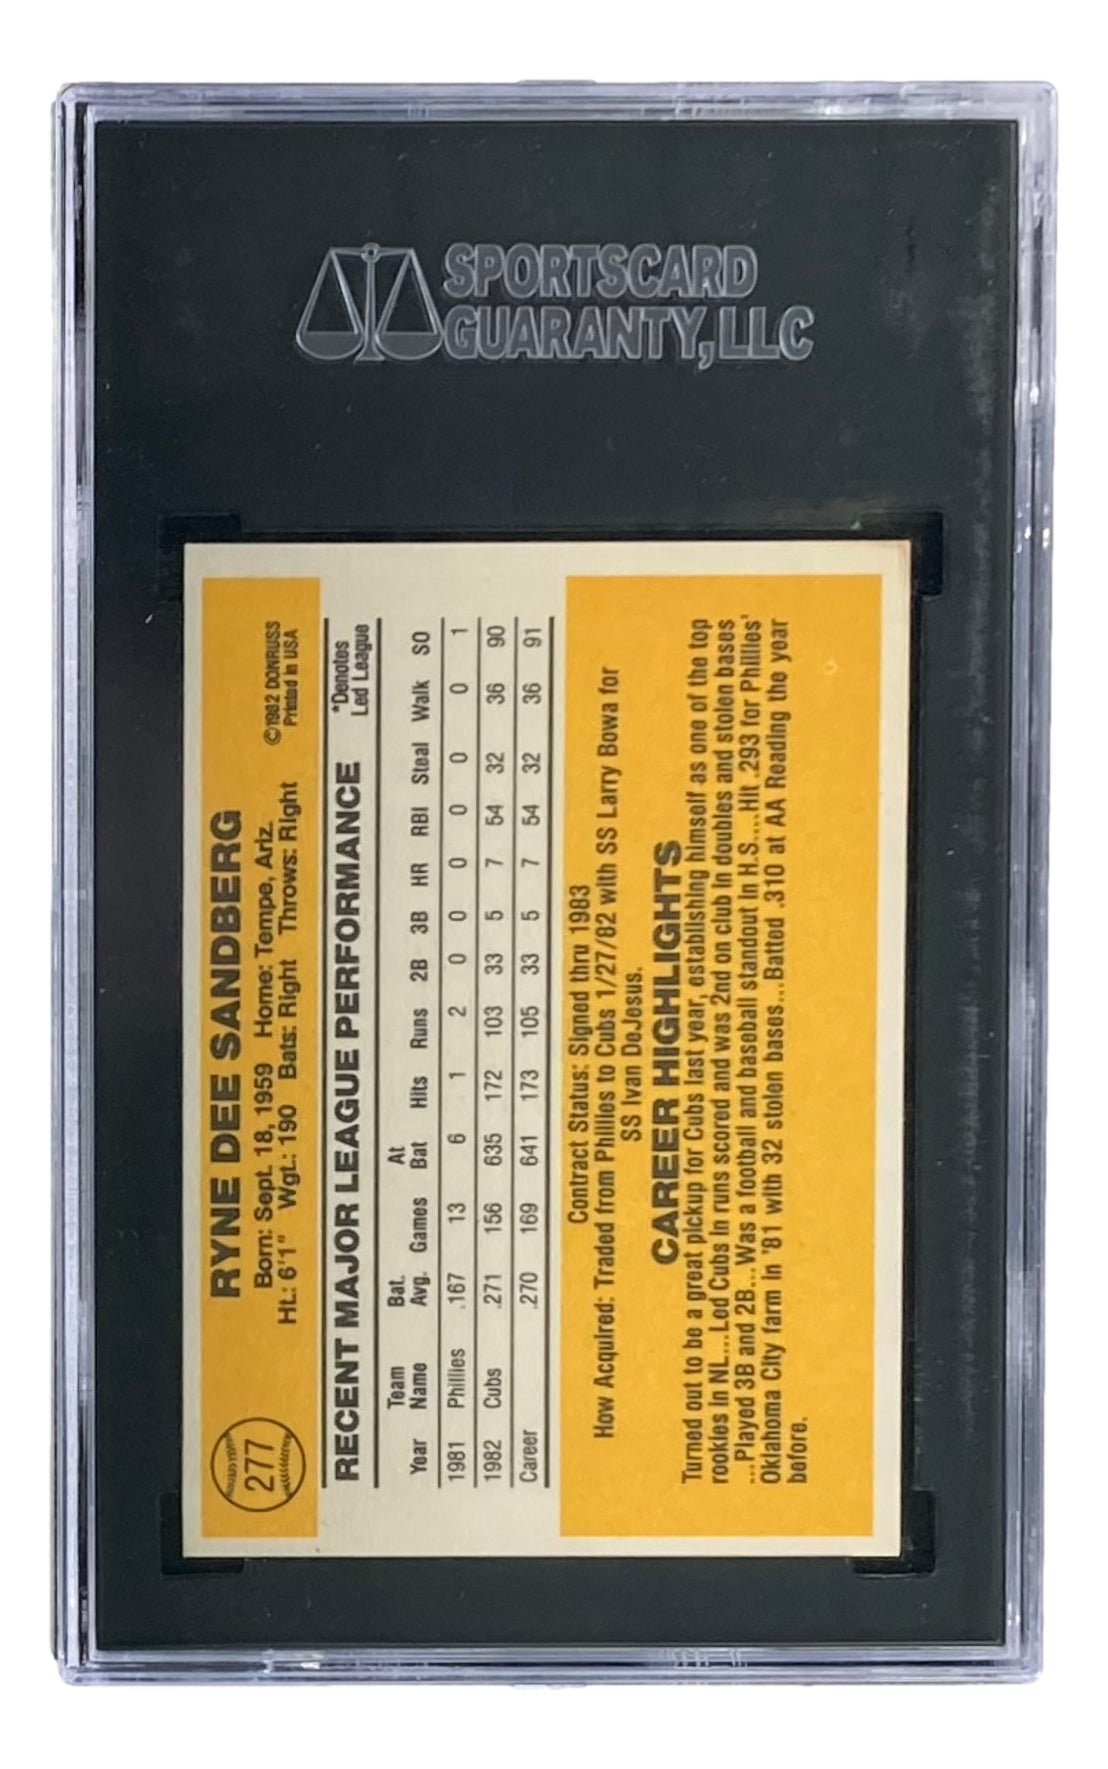 SPORTSCARD
GUARANTY, LLC
277
RYNE DEE SANDBERG
Born: Sept. 18, 1959 Home: Tempe, Ariz.
Ht.: 6'1" Wgt.: 190 Bats: Right Throws: Right
©1982 DONRUSS
Printed in USA
RECENT MAJOR LEAGUE PERFORMANCE
*Denotes
Led League
Year Team Name Bat. Avg. Games At Bat Hits Runs 2B 3B HR RBI Steal Walk SO
1981 Phillies .167 13 6 1 2 0 0 0 0 0 0 1
1982 Cubs .271 156 635 172 103 33 5 7 54 32 36 90
Career .270 169 641 173 105 33 5 7 54 32 36 91
Contract Status: Signed thru 1983
How Acquired: Traded from Phillies to Cubs 1/27/82 with SS Larry Bowa for
SS Ivan DeJesus.
CAREER HIGHLIGHTS
Turned out to be a great pickup for Cubs last year, establishing himself as one of the top
rookies in NL...Led Cubs in runs scored and was 2nd on club in doubles and stolen bases
...Played 3B and 2B... Was a football and baseball standout in H.S.....Hit .293 for Phillies'
Oklahoma City farm in '81 with 32 stolen bases...Batted .310 at AA Reading the year
before.